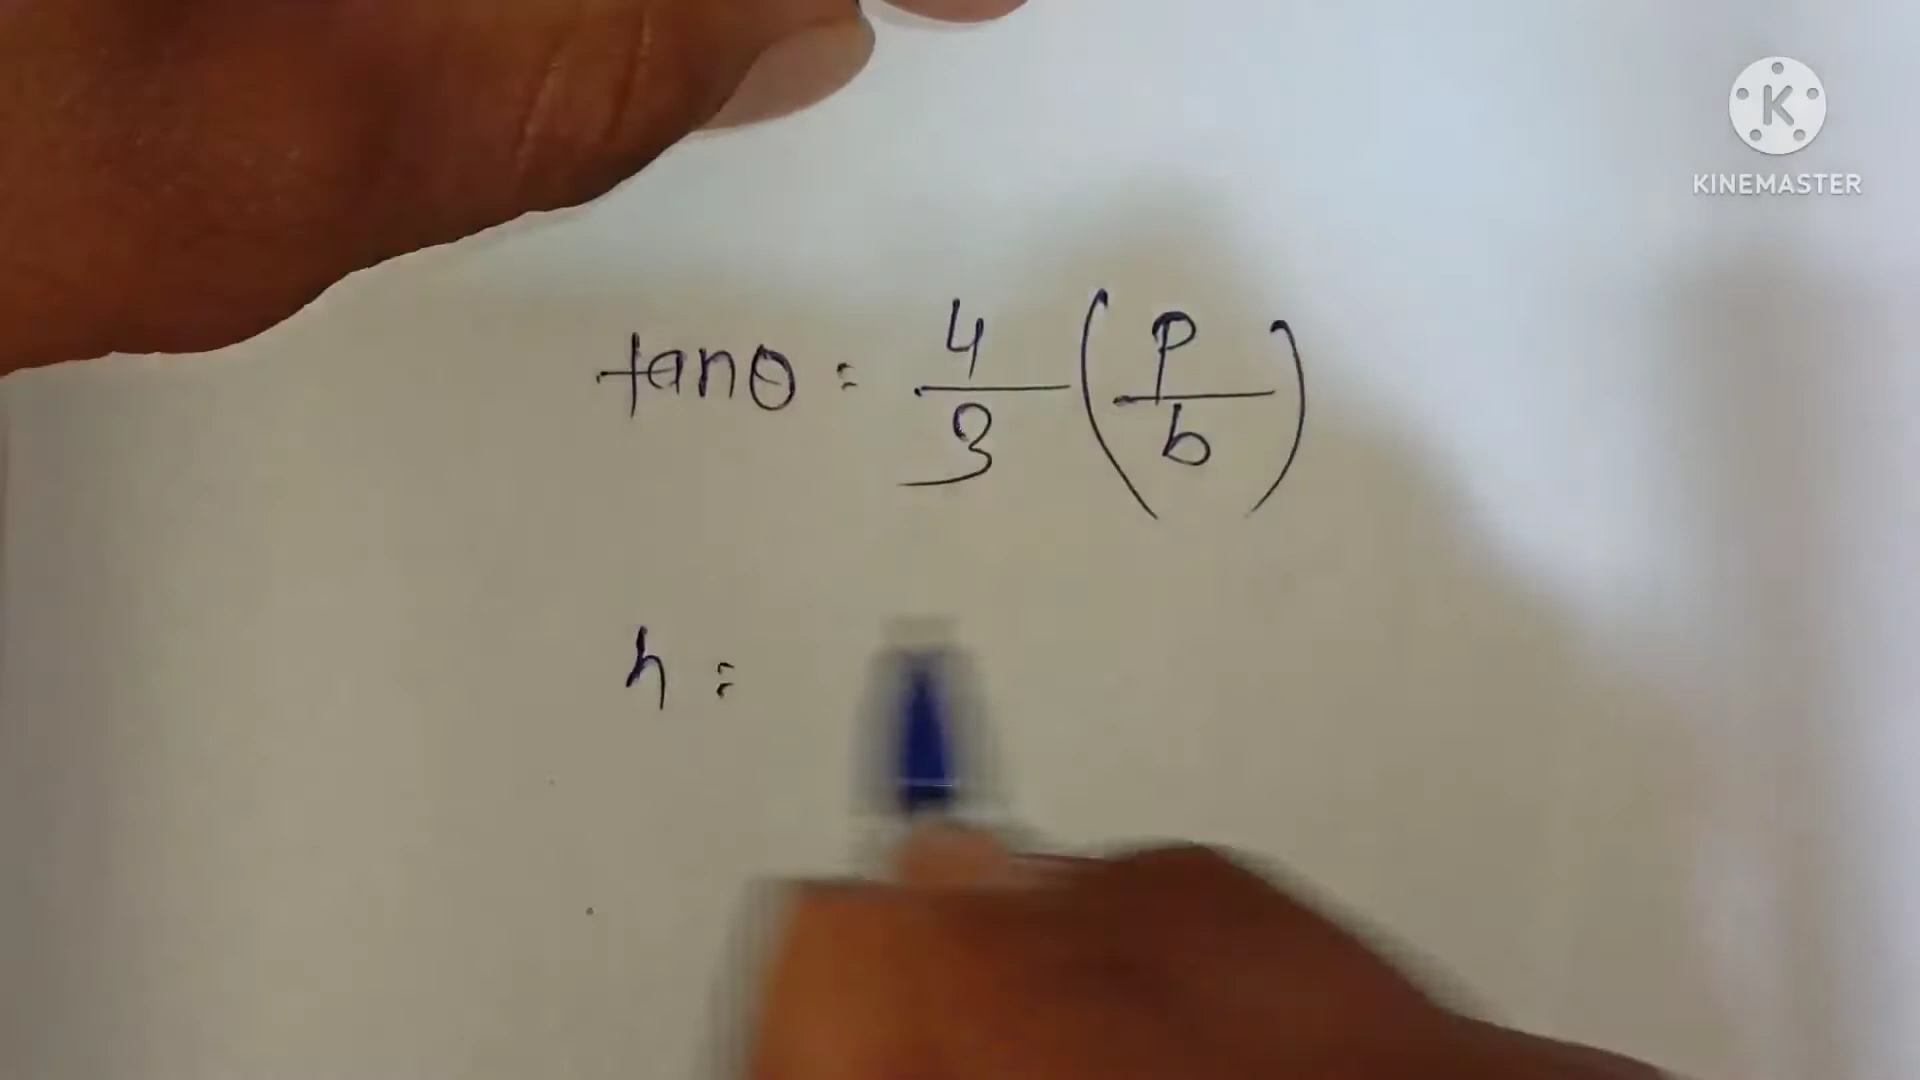 K
KINEMASTER
tanθ = 4/3 (p/b)
h =